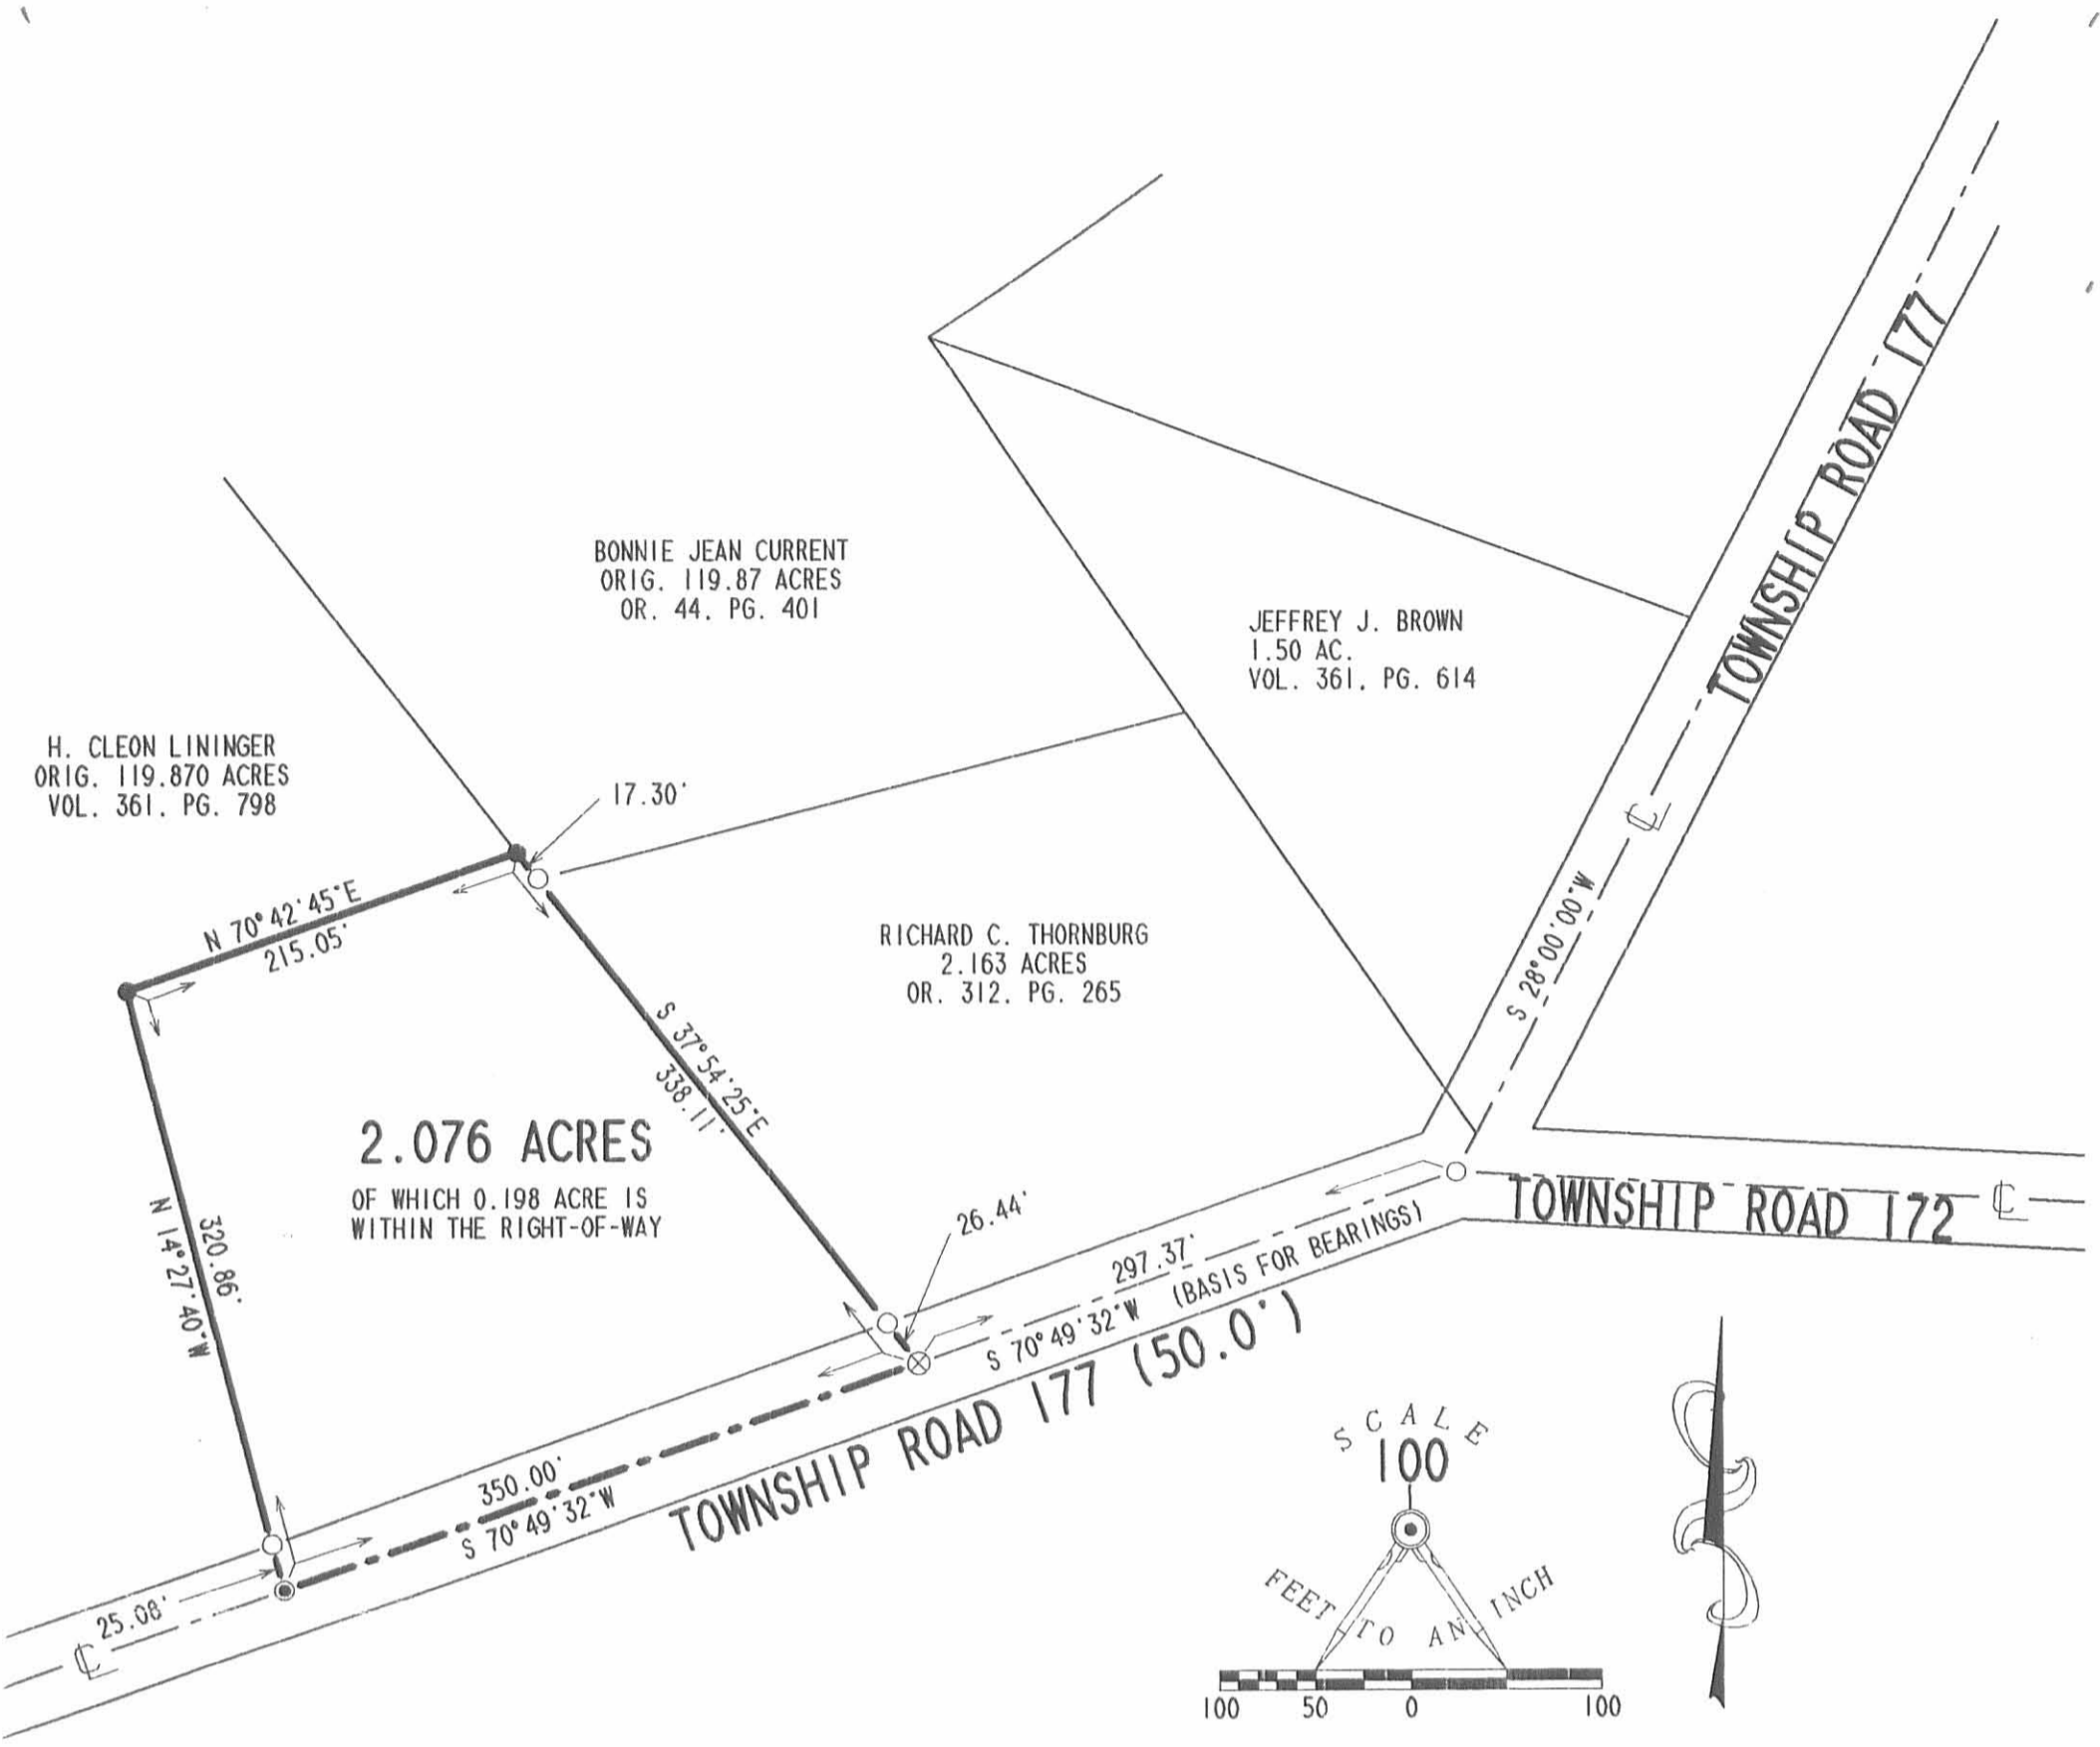 TOWNSHIP ROAD 177
BONNIE JEAN CURRENT
ORIG. 119.87 ACRES
OR. 44. PG. 401
JEFFREY J. BROWN
1.50 AC.
VOL. 361. PG. 614
H. CLEON LININGER
ORIG. 119.870 ACRES
VOL. 361. PG. 798
17.30'
N 70°42'45"E
215.05'
RICHARD C. THORNBURG
2.163 ACRES
OR. 312. PG. 265
S 28°00'00"W
S 37°54'25"E
338.11'
2.076 ACRES
OF WHICH 0.198 ACRE IS
WITHIN THE RIGHT-OF-WAY
N 14°27'40"W
320.86'
26.44'
297.37'
S 70°49'32"W (BASIS FOR BEARINGS)
TOWNSHIP ROAD 172
TOWNSHIP ROAD 177 (50.0')
350.00'
S 70°49'32"W
25.08'
SCALE
100
FEET TO AN INCH
100 50 0 100